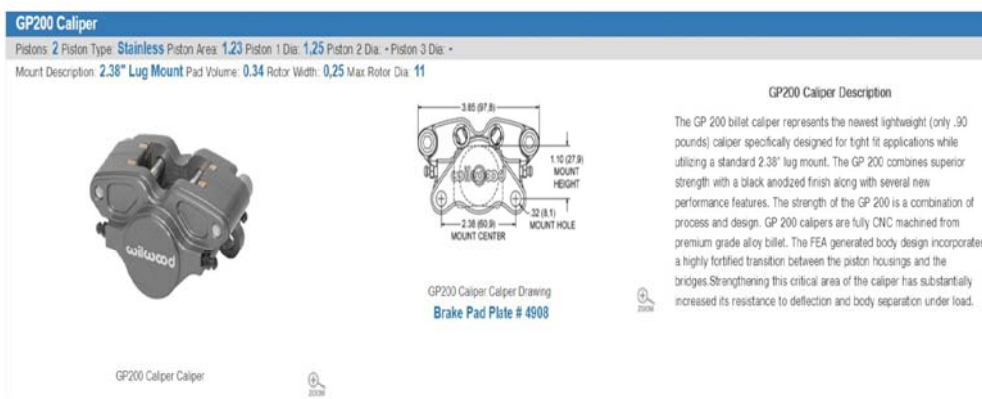 GP200 Caliper
Pistons: 2 Piston Type: Stainless Piston Area: 1.23 Piston 1 Dia: 1,25 Piston 2 Dia: - Piston 3 Dia: -
Mount Description: 2.38" Lug Mount Pad Volume: 0.34 Rotor Width: 0,25 Max Rotor Dia: 11
GP200 Caliper Description
The GP 200 billet caliper represents the newest lightweight (only .90
pounds) caliper specifically designed for tight fit applications while
utilizing a standard 2.38" lug mount. The GP 200 combines superior
strength with a black anodized finish along with several new
performance features. The strength of the GP 200 is a combination of
process and design. GP 200 calipers are fully CNC machined from
premium grade alloy billet. The FEA generated body design incorporates
a highly fortified transition between the piston housings and the
bridges.Strengthening this critical area of the caliper has substantially
increased its resistance to deflection and body separation under load.
3.85 (97,8)
1.10 (27,9)
MOUNT
HEIGHT
wilwood
.32 (8,1)
MOUNT HOLE
2.38 (60,9)
MOUNT CENTER
wilwood
GP200 Caliper Calper Drawing
Brake Pad Plate # 4908
ZOOM
GP200 Caliper Caliper
ZOOM